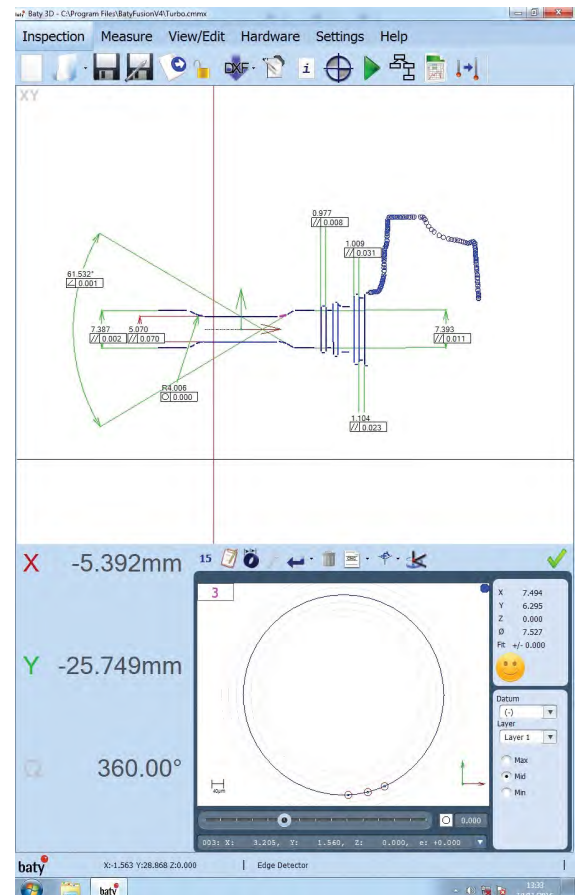 Baty 3D - C:\Program Files\BatyFusionV4\Turbo.cmmx
Inspection Measure View/Edit Hardware Settings Help
DXF
XY
0.977
// 0.008
1.009
// 0.031
61.532°
∠ 0.001
7.387
// 0.002
5.070
// 0.070
7.393
// 0.011
R4.006
○ 0.000
1.104
// 0.023
X -5.392mm
Y -25.749mm
Ω 360.00°
15
3
X 7.494
Y 6.295
Z 0.000
Ø 7.527
Fit +/- 0.000
Datum
(-)
Layer
Layer 1
Max
Mid
Min
0.000
003: X: 3.205, Y: 1.560, Z: 0.000, e: +0.000
baty
X:-1.563 Y:28.868 Z:0.000 | Edge Detector |
baty
13:03